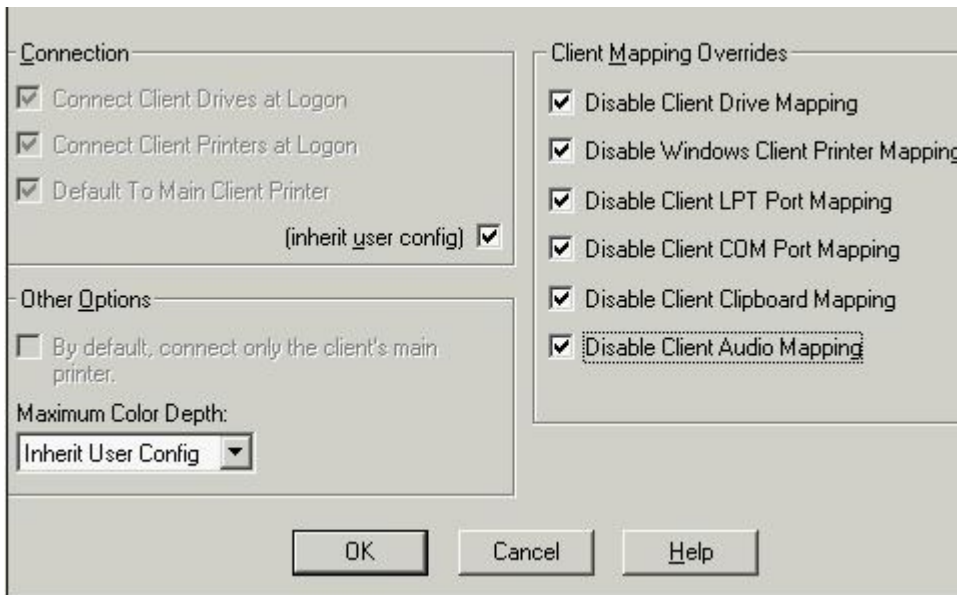 Connection
Connect Client Drives at Logon
Connect Client Printers at Logon
Default To Main Client Printer
(inherit user config)
Other Options
By default, connect only the client's main
printer.
Maximum Color Depth:
Inherit User Config
Client Mapping Overrides
Disable Client Drive Mapping
Disable Windows Client Printer Mapping
Disable Client LPT Port Mapping
Disable Client COM Port Mapping
Disable Client Clipboard Mapping
Disable Client Audio Mapping
OK
Cancel
Help